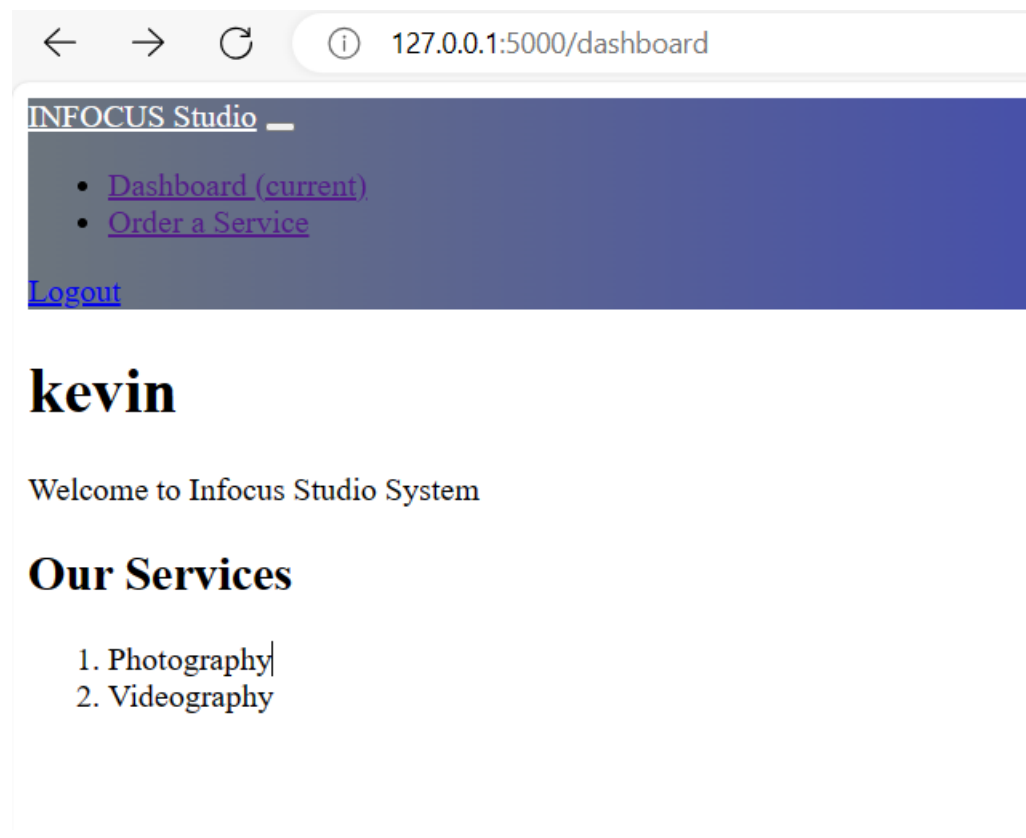 127.0.0.1:5000/dashboard
INFOCUS Studio
• Dashboard (current)
• Order a Service
Logout
kevin
Welcome to Infocus Studio System
Our Services
1. Photography
2. Videography